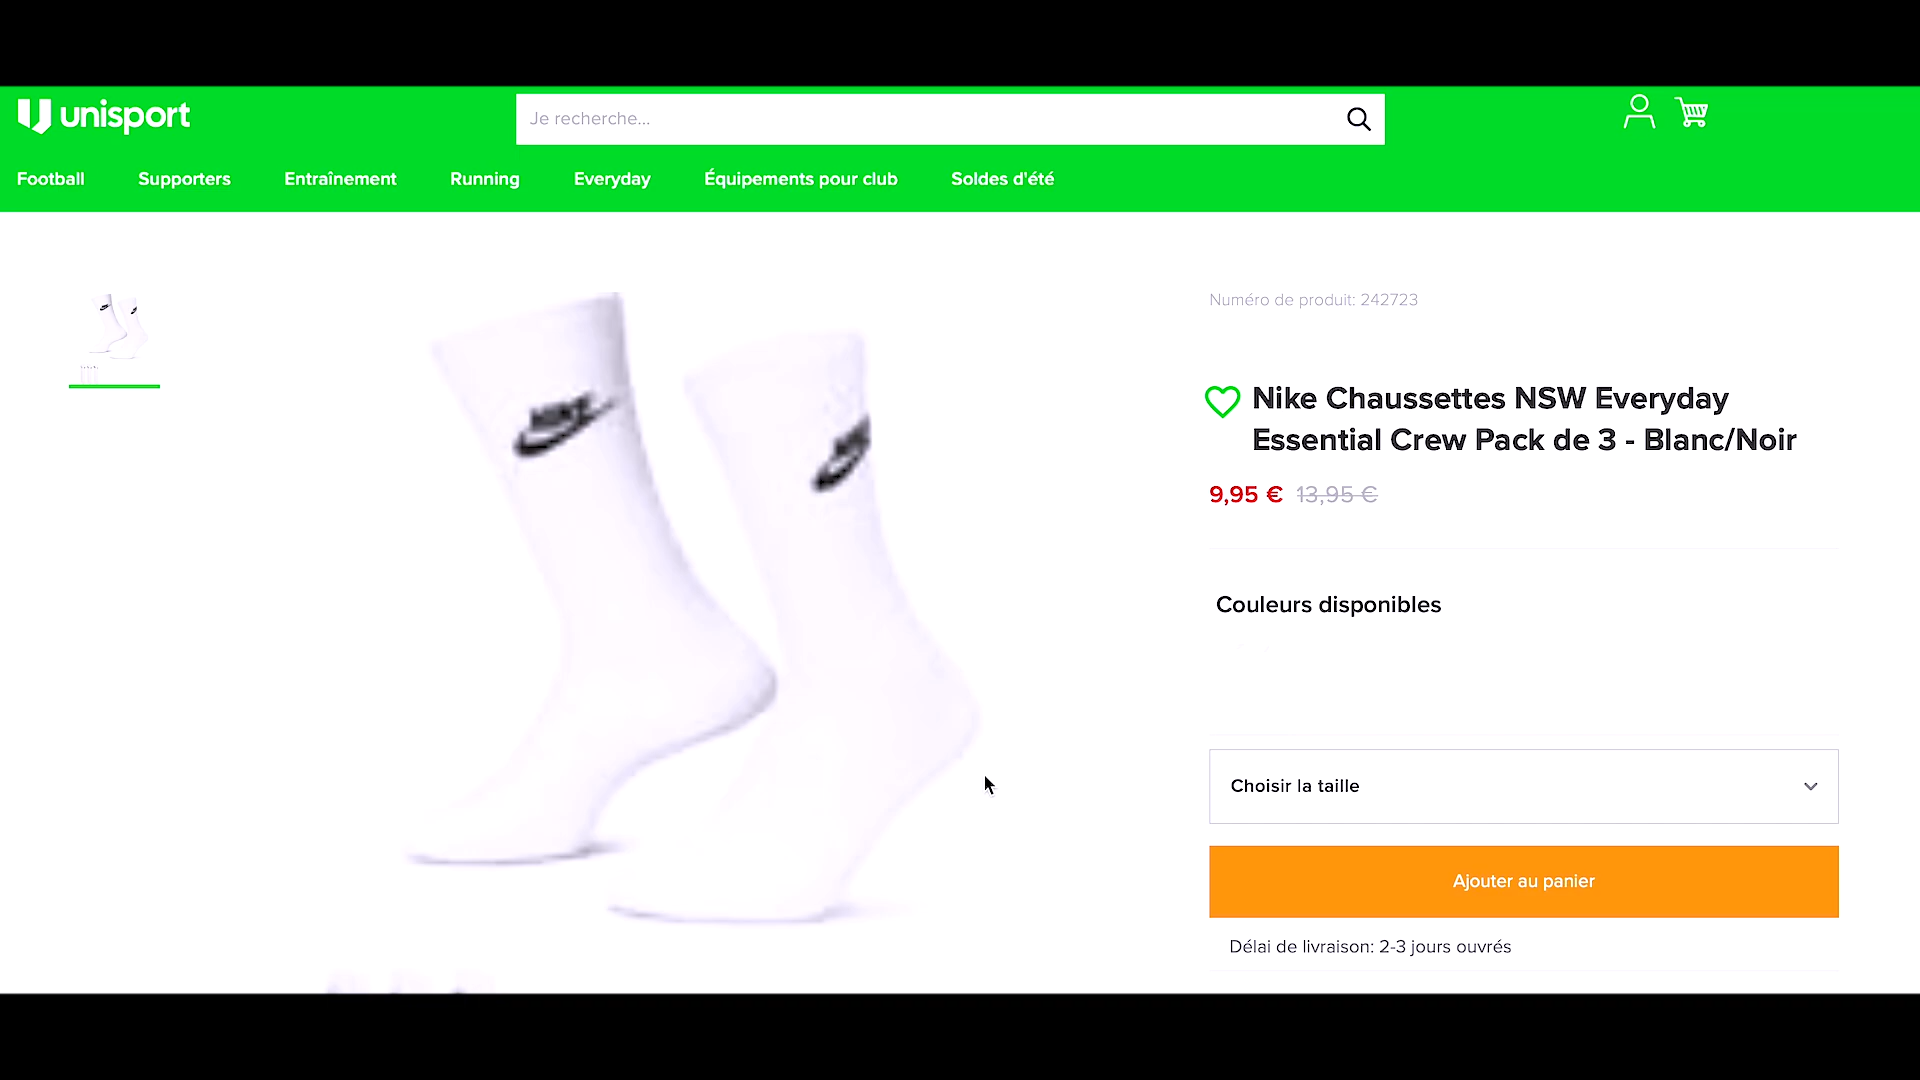 unisport
Je recherche...
Football Supporters Entraînement Running Everyday Équipements pour club Soldes d'été
Numéro de produit: 242723
Nike Chaussettes NSW Everyday
Essential Crew Pack de 3 - Blanc/Noir
9,95 € 13,95 €
Couleurs disponibles
Choisir la taille
Ajouter au panier
Délai de livraison: 2-3 jours ouvrés
NIKE